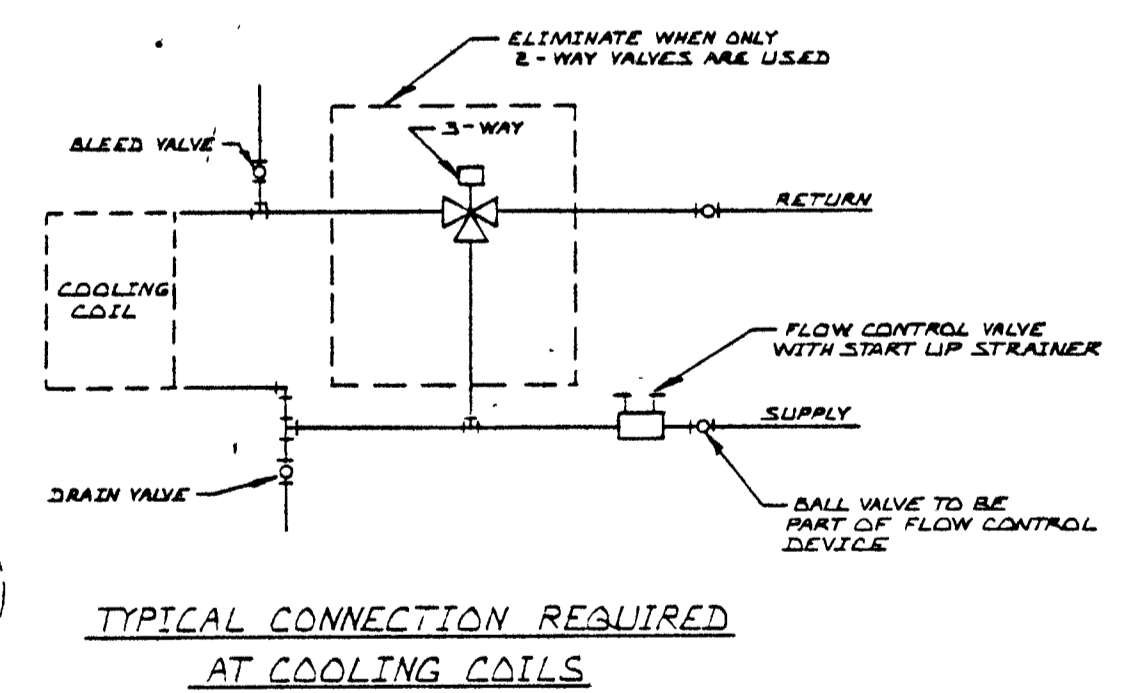 ELIMINATE WHEN ONLY
2-WAY VALVES ARE USED
3-WAY
BLEED VALVE
RETURN
COOLING
COIL
FLOW CONTROL VALVE
WITH START UP STRAINER
SUPPLY
DRAIN VALVE
BALL VALVE TO BE
PART OF FLOW CONTROL
DEVICE
TYPICAL CONNECTION REQUIRED
AT COOLING COILS